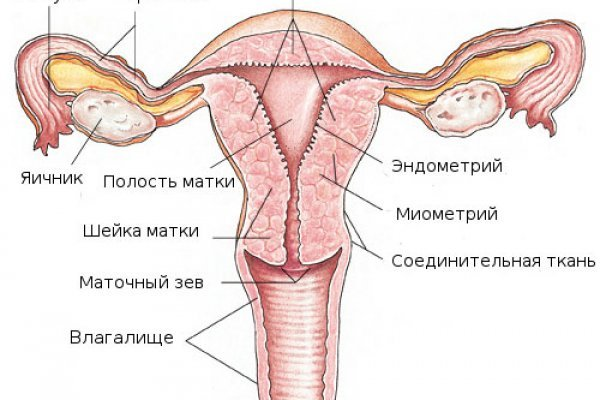 Яичник
Полость матки
Эндометрий
Миометрий
Шейка матки
Соединительная ткань
Маточный зев
Влагалище